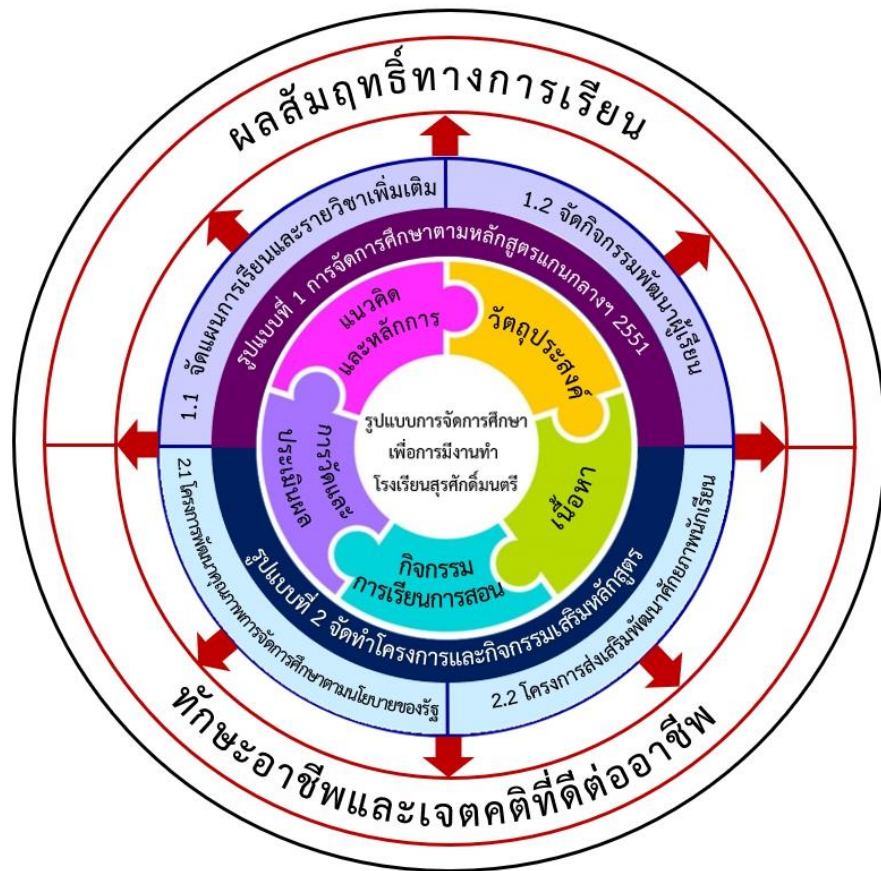 ผลสัมฤทธิ์ทางการเรียน
1.1 จัดแผนการเรียนและรายวิชาเพิ่มเติม
1.2 จัดกิจกรรมพัฒนาผู้เรียน
รูปแบบที่ 1 การจัดการศึกษาตามหลักสูตรแกนกลางฯ 2551
แนวคิด
และหลักการ
วัตถุประสงค์
เนื้อหา
กิจกรรม
การเรียนการสอน
การวัดและ
ประเมินผล
รูปแบบการจัดการศึกษา
เพื่อการมีงานทำ
โรงเรียนสุรศักดิ์มนตรี
รูปแบบที่ 2 จัดทำโครงการและกิจกรรมเสริมหลักสูตร
2.1 โครงการพัฒนาคุณภาพการจัดการศึกษาตามนโยบายของรัฐ
2.2 โครงการส่งเสริมพัฒนาศักยภาพนักเรียน
ทักษะอาชีพและเจตคติที่ดีต่ออาชีพ